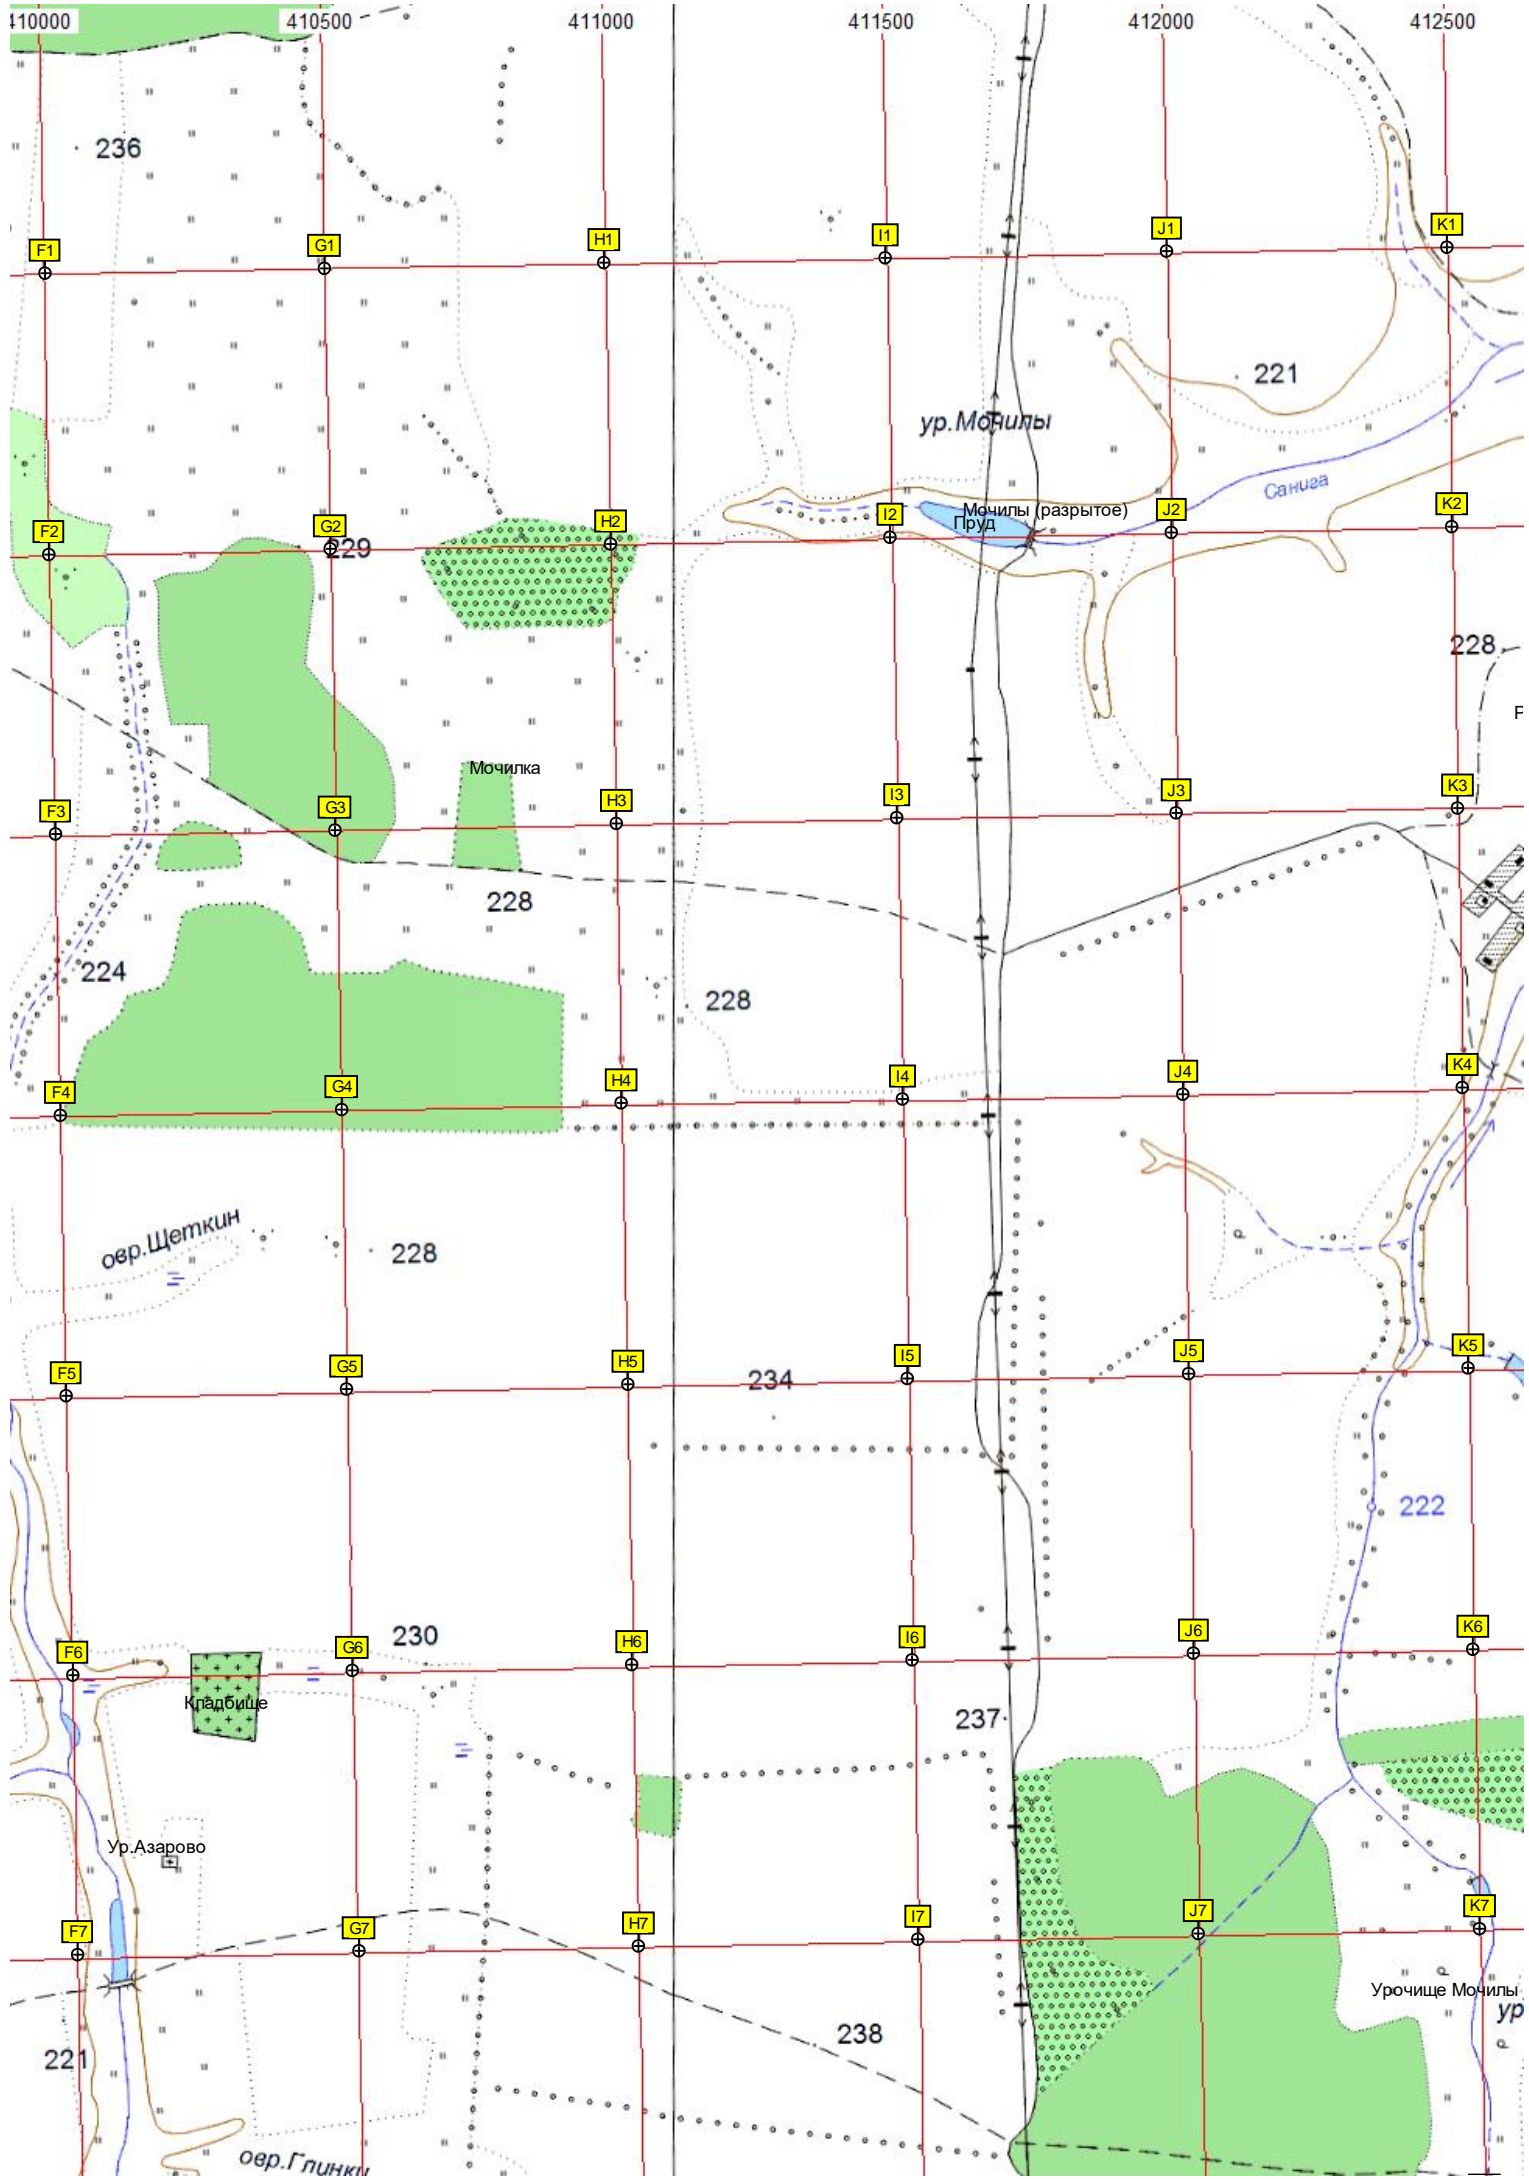 410000 410500 411000 411500 412000 412500
236
F1 G1 H1 I1 J1 K1
221
ур.Мочилы
Санига
F2 G2 H2 I2 J2 K2
Мочилы (разрытое)
Пруд
229
228
Р
Мочилка
F3 G3 H3 I3 J3 K3
228
224
228
F4 G4 H4 I4 J4 K4
овр.Щеткин
228
F5 G5 H5 I5 J5 K5
234
222
230
F6 G6 H6 I6 J6 K6
Кладбище
237
Ур.Азарово
F7 G7 H7 I7 J7 K7
Урочище Мочилы
ур
238
221
овр.Глинки